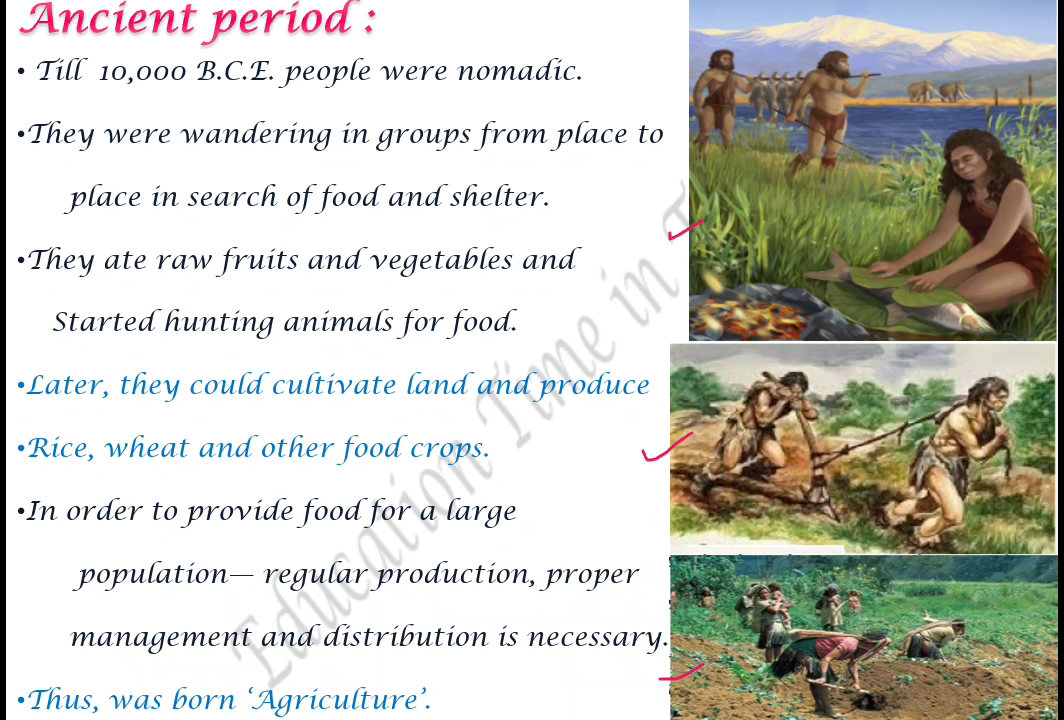 Ancient period :
• Till 10,000 B.C.E. people were nomadic.
•They were wandering in groups from place to
place in search of food and shelter.
•They ate raw fruits and vegetables and
Started hunting animals for food.
•Later, they could cultivate land and produce
•Rice, wheat and other food crops.
•In order to provide food for a large
population— regular production, proper
management and distribution is necessary.
•Thus, was born ‘Agriculture’.
Education Time in